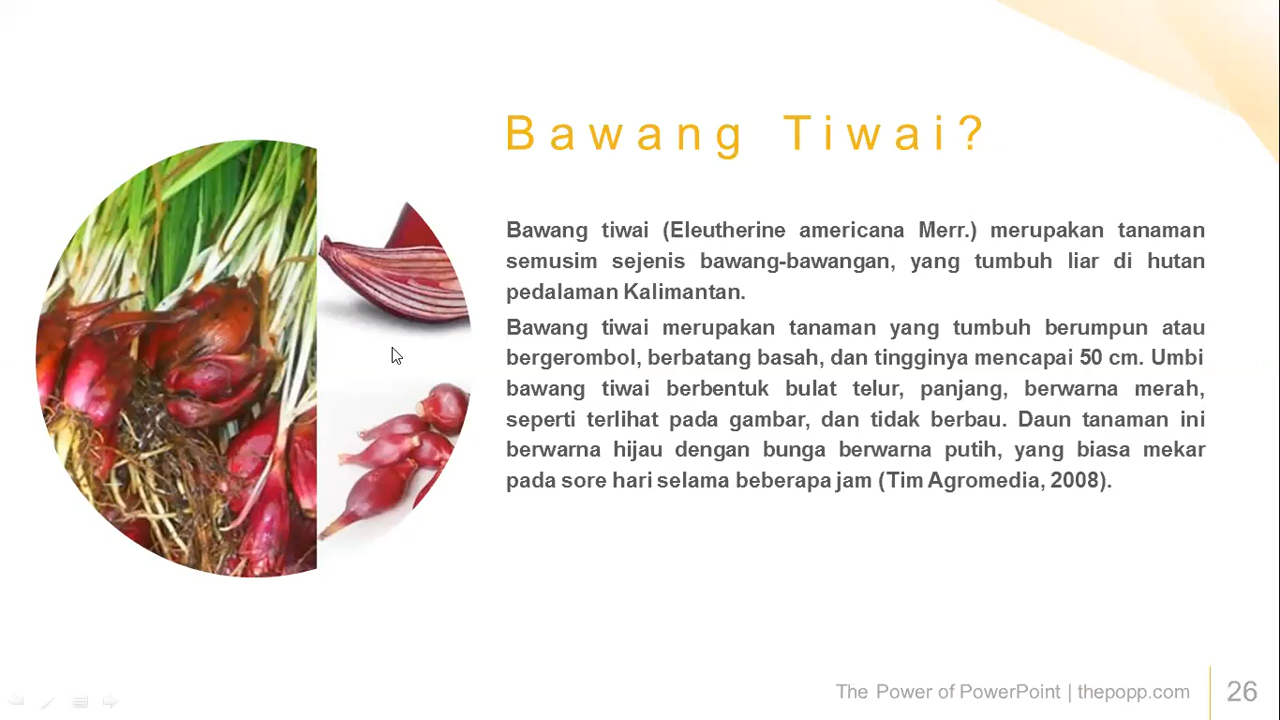 Bawang Tiwai?
Bawang tiwai (Eleutherine americana Merr.) merupakan tanaman
semusim sejenis bawang-bawangan, yang tumbuh liar di hutan
pedalaman Kalimantan.
Bawang tiwai merupakan tanaman yang tumbuh berumpun atau
bergerombol, berbatang basah, dan tingginya mencapai 50 cm. Umbi
bawang tiwai berbentuk bulat telur, panjang, berwarna merah,
seperti terlihat pada gambar, dan tidak berbau. Daun tanaman ini
berwarna hijau dengan bunga berwarna putih, yang biasa mekar
pada sore hari selama beberapa jam (Tim Agromedia, 2008).
The Power of PowerPoint | thepopp.com
26